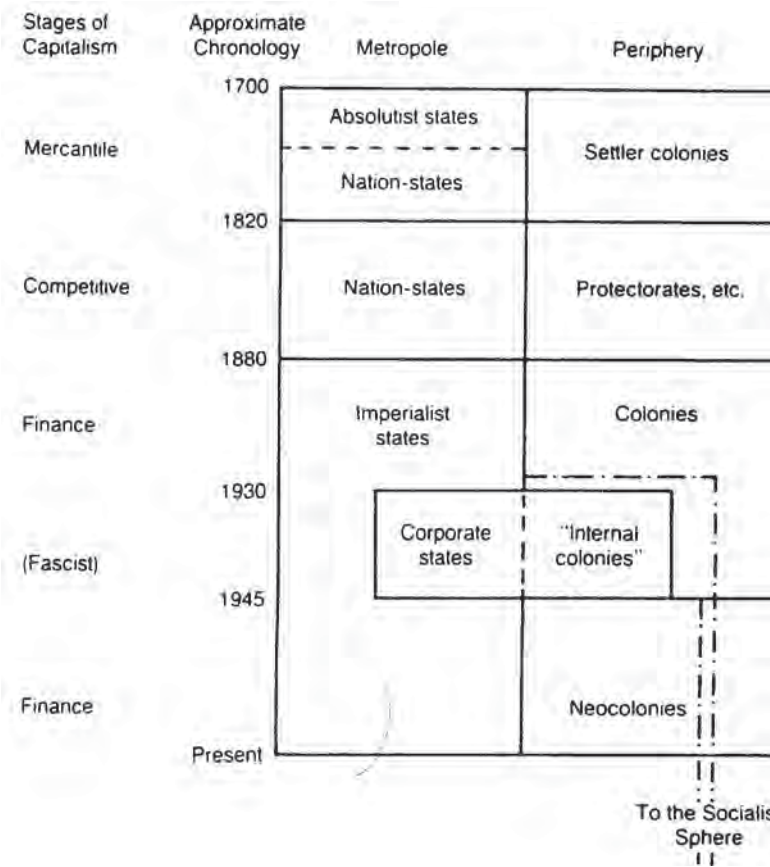 Stages of Capitalism
Approximate Chronology
Metropole
Periphery
1700
Absolutist states
Mercantile
Settler colonies
Nation-states
1820
Competitive
Nation-states
Protectorates, etc.
1880
Finance
Imperialist states
Colonies
1930
(Fascist)
Corporate states
"Internal colonies"
1945
Finance
Neocolonies
Present
To the Socialis
Sphere